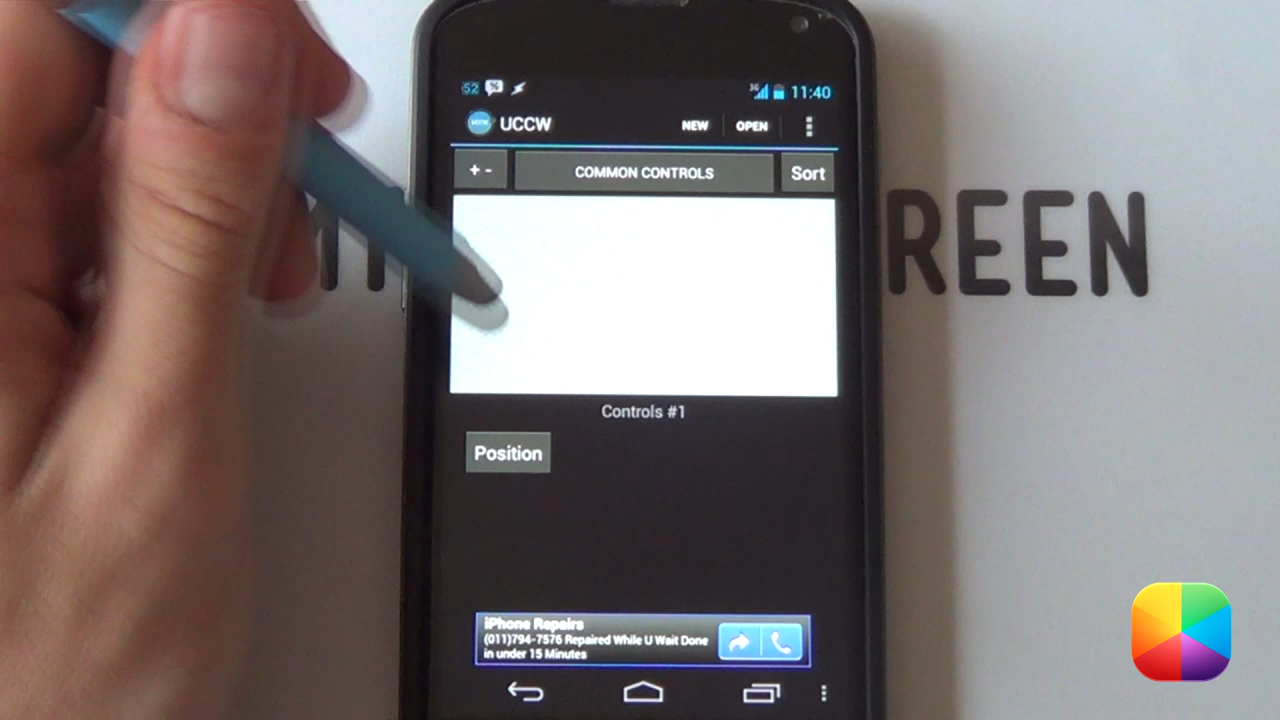 52
3G 11:40
UCCW NEW OPEN
+ - COMMON CONTROLS Sort
REEN
Controls #1
Position
iPhone Repairs
(011)794-7576 Repaired While U Wait Done
in under 15 Minutes